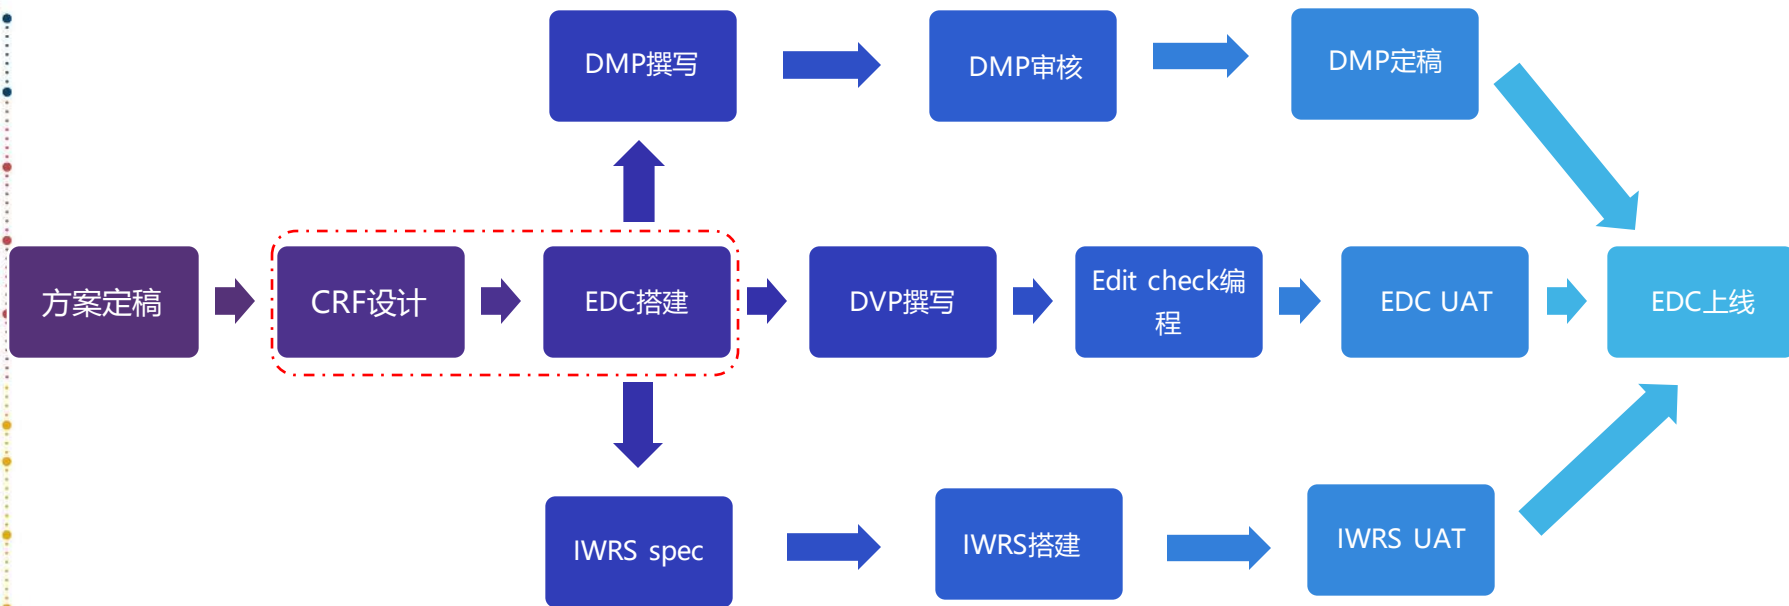 DMP撰写
DMP审核
DMP定稿
方案定稿
CRF设计
EDC搭建
DVP撰写
Edit check编
程
EDC UAT
EDC上线
IWRS spec
IWRS搭建
IWRS UAT